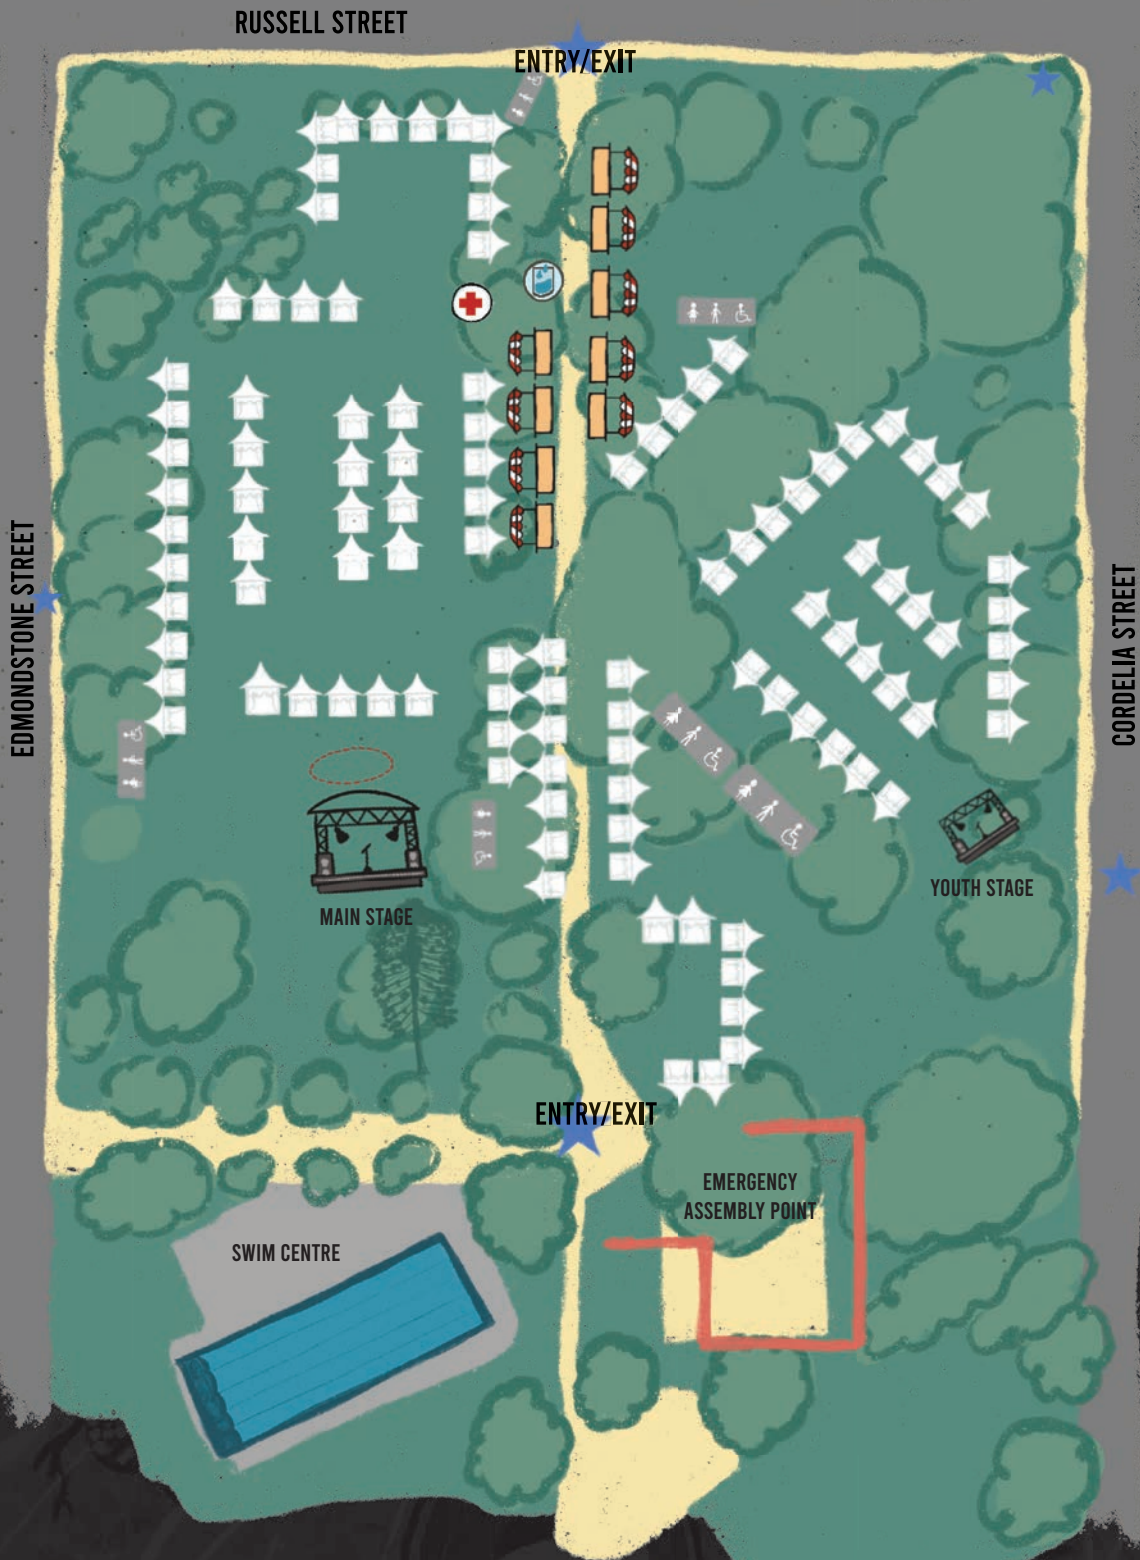 RUSSELL STREET
ENTRY/EXIT
EDMONDSTONE STREET
CORDELIA STREET
MAIN STAGE
YOUTH STAGE
ENTRY/EXIT
EMERGENCY
ASSEMBLY POINT
SWIM CENTRE